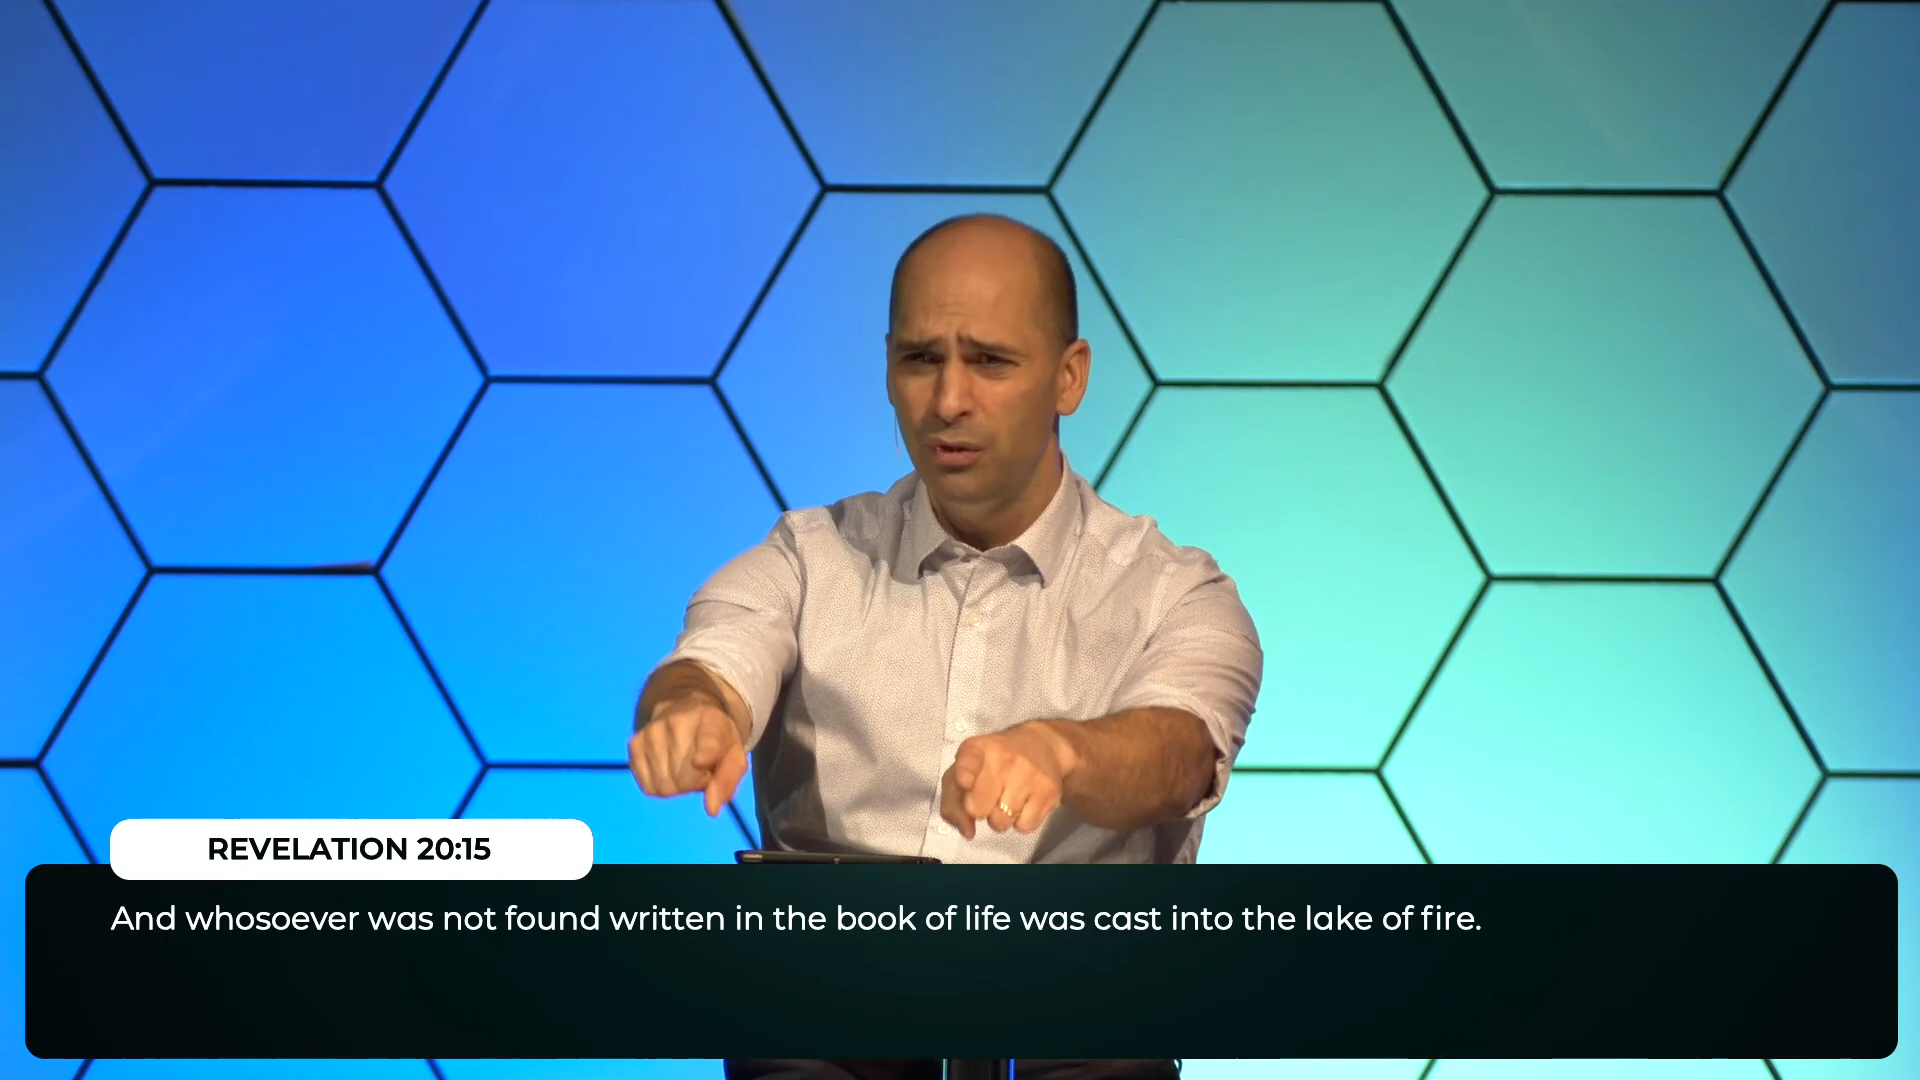 REVELATION 20:15
And whosoever was not found written in the book of life was cast into the lake of fire.